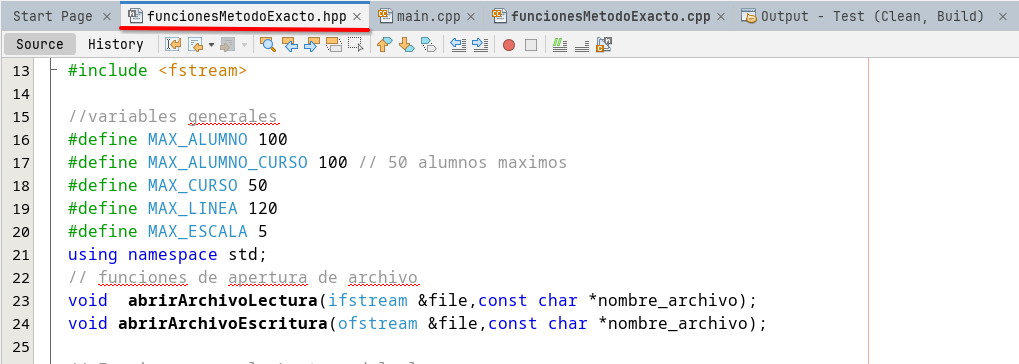 Start Page funcionesMetodoExacto.hpp main.cpp funcionesMetodoExacto.cpp Output - Test (Clean, Build)
Source History
13 #include <fstream>
14
15 //variables generales
16 #define MAX_ALUMNO 100
17 #define MAX_ALUMNO_CURSO 100 // 50 alumnos maximos
18 #define MAX_CURSO 50
19 #define MAX_LINEA 120
20 #define MAX_ESCALA 5
21 using namespace std;
22 // funciones de apertura de archivo
23 void  abrirArchivoLectura(ifstream &file,const char *nombre_archivo);
24 void abrirArchivoEscritura(ofstream &file,const char *nombre_archivo);
25